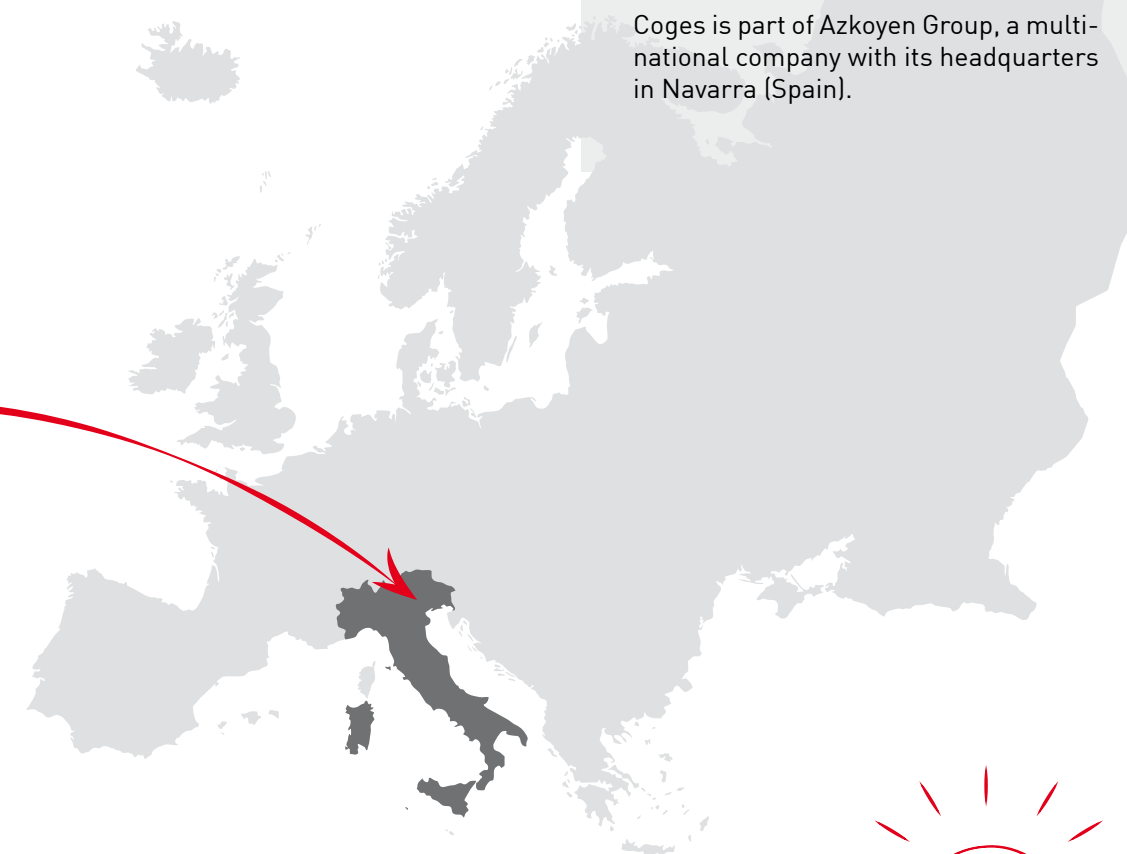 Coges is part of Azkoyen Group, a multi-
national company with its headquarters
in Navarra (Spain).